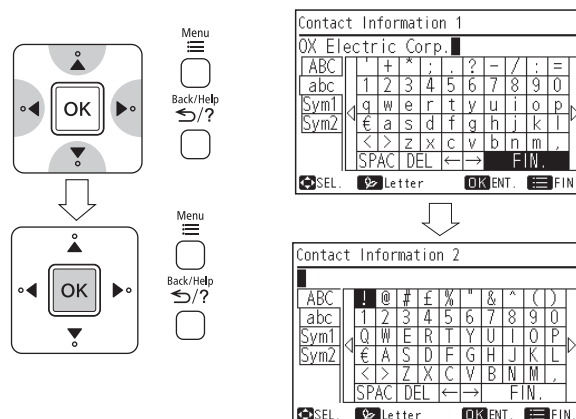 Menu
OK
Back/Help
/?
Menu
Back/Help
OK
/?
Contact Information 1
OX Electric Corp.
ABC ' + * ; . ? - / : =
abc 1 2 3 4 5 6 7 8 9 0
Sym1 q w e r t y u i o p
Sym2 € a s d f g h j k l
< > z x c v b n m ,
SPAC DEL ← → FIN.
SEL. Letter OK ENT. FIN.
Contact Information 2
ABC ! @ # £ % " & ^ ( )
abc 1 2 3 4 5 6 7 8 9 0
Sym1 Q W E R T Y U I O P
Sym2 € A S D F G H J K L
< > Z X C V B N M ,
SPAC DEL ← → FIN.
SEL. Letter OK ENT. FIN.